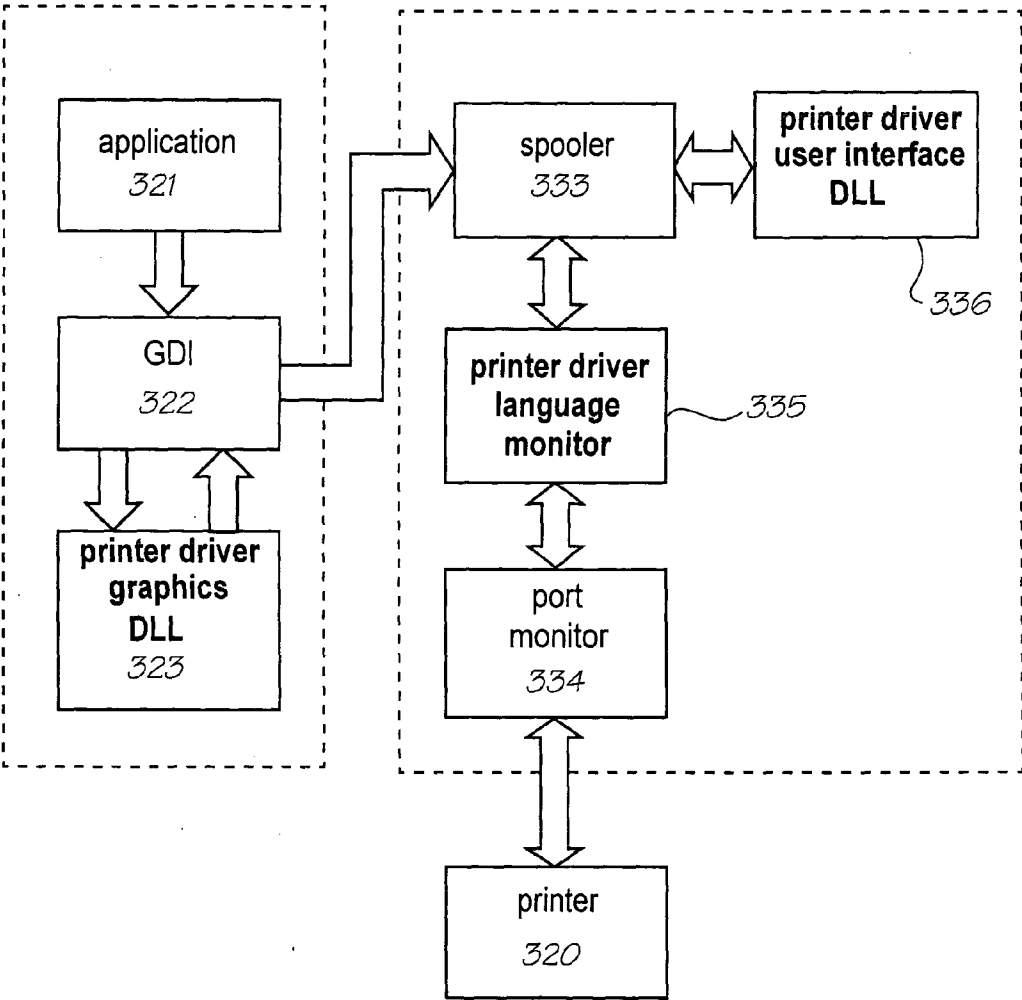 application
321
GDI
322
printer driver
graphics
DLL
323
spooler
333
printer driver
user interface
DLL
336
printer driver
language
monitor
335
port
monitor
334
printer
320